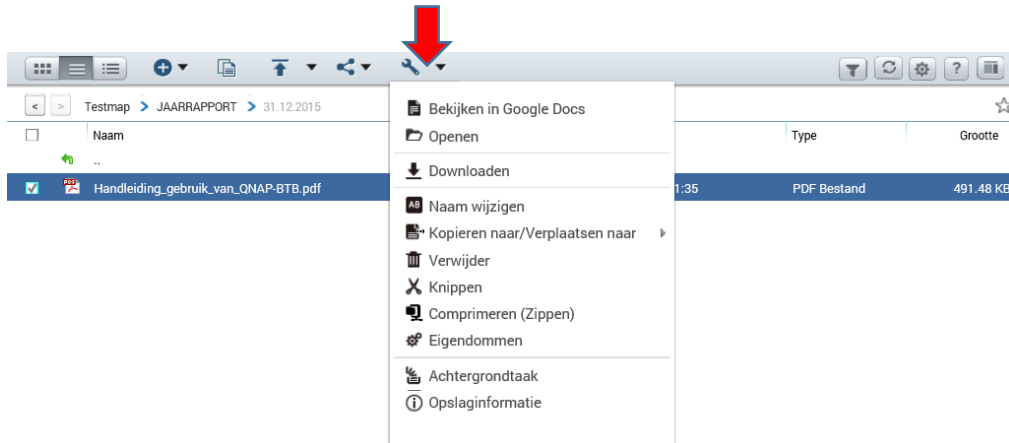 Testmap > JAARRAPPORT > 31.12.2015
Naam Type Grootte
..
Handleiding_gebruik_van_QNAP-BTB.pdf 1:35 PDF Bestand 491.48 KB
Bekijken in Google Docs
Openen
Downloaden
Naam wijzigen
Kopieren naar/Verplaatsen naar
Verwijder
Knippen
Comprimeren (Zippen)
Eigendommen
Achtergrondtaak
Opslaginformatie